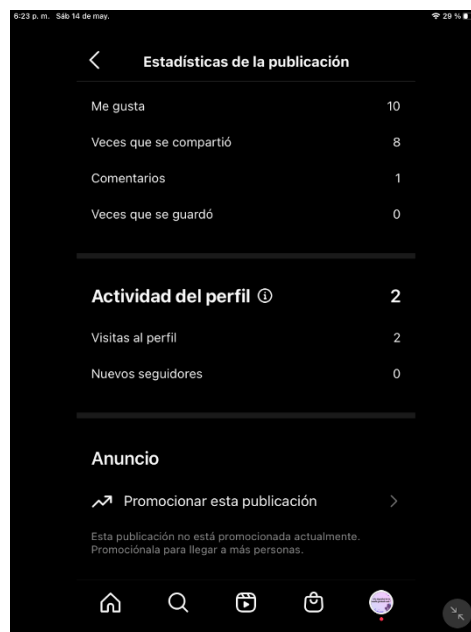 6:23 p. m. Sáb 14 de may. 29 %
Estadísticas de la publicación
Me gusta 10
Veces que se compartió 8
Comentarios 1
Veces que se guardó 0
Actividad del perfil 2
Visitas al perfil 2
Nuevos seguidores 0
Anuncio
Promocionar esta publicación
Esta publicación no está promocionada actualmente.
Promociónala para llegar a más personas.